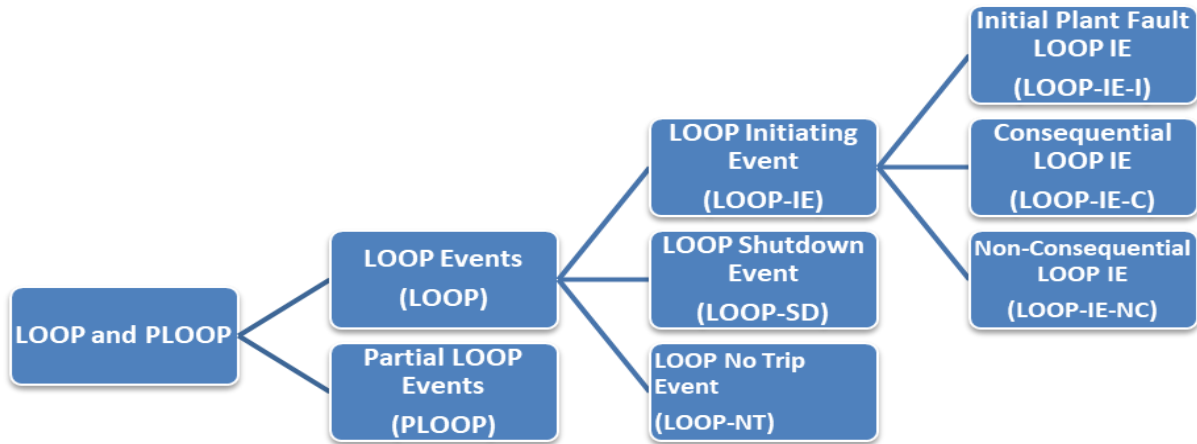 LOOP and PLOOP
LOOP Events
(LOOP)
Partial LOOP
Events
(PLOOP)
LOOP Initiating
Event
(LOOP-IE)
LOOP Shutdown
Event
(LOOP-SD)
LOOP No Trip
Event
(LOOP-NT)
Initial Plant Fault
LOOP IE
(LOOP-IE-I)
Consequential
LOOP IE
(LOOP-IE-C)
Non-Consequential
LOOP IE
(LOOP-IE-NC)